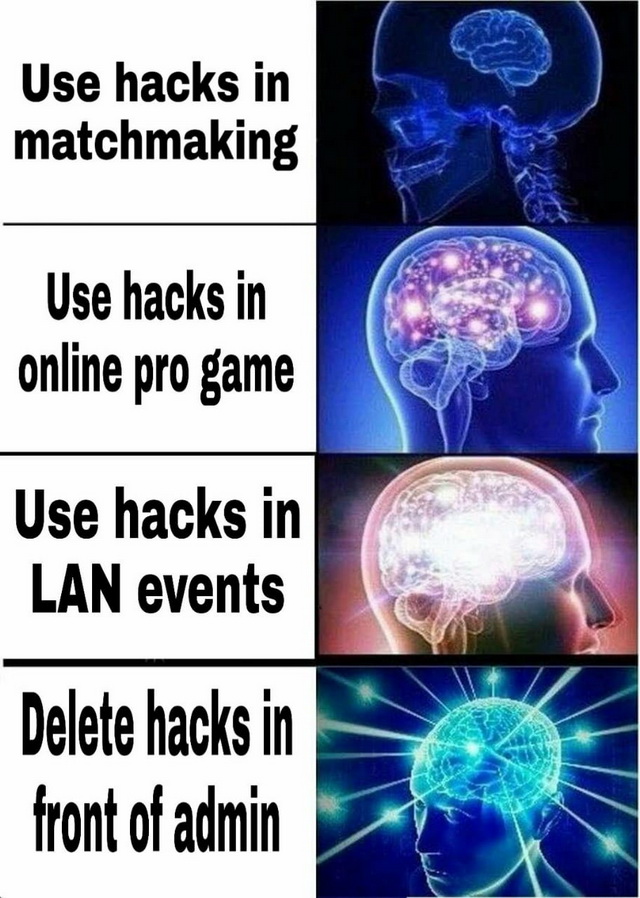 Use hacks in
matchmaking
Use hacks in
online pro game
Use hacks in
LAN events
Delete hacks in
front of admin